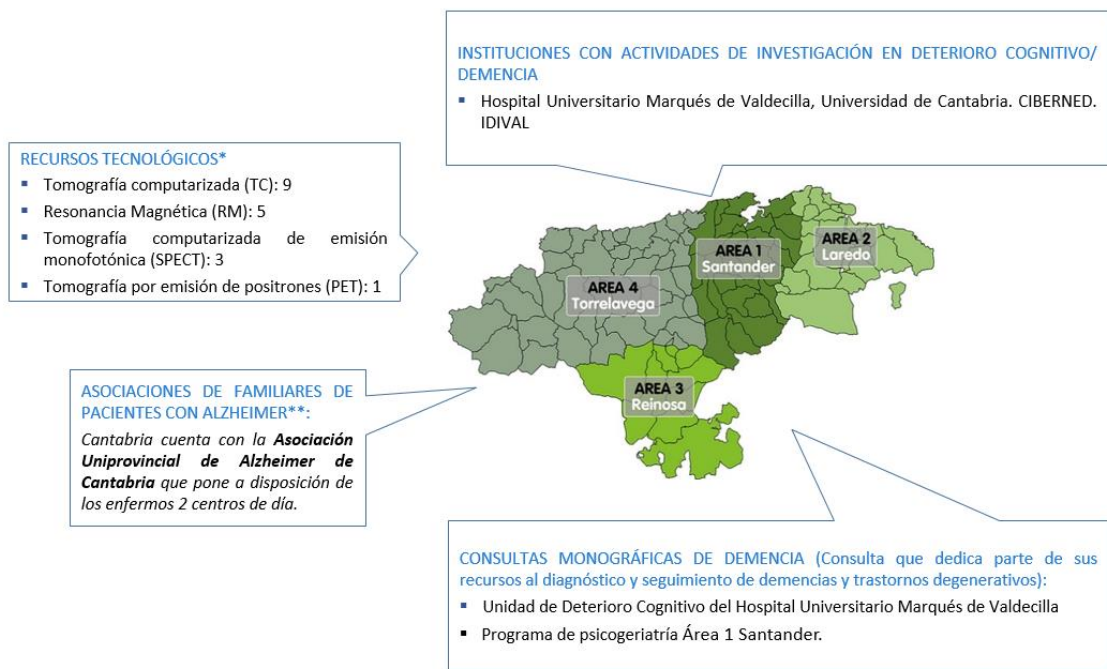 INSTITUCIONES CON ACTIVIDADES DE INVESTIGACIÓN EN DETERIORO COGNITIVO/
DEMENCIA
▪ Hospital Universitario Marqués de Valdecilla, Universidad de Cantabria. CIBERNED.
IDIVAL
RECURSOS TECNOLÓGICOS*
▪ Tomografía computarizada (TC): 9
▪ Resonancia Magnética (RM): 5
▪ Tomografía computarizada de emisión
monofotónica (SPECT): 3
▪ Tomografía por emisión de positrones (PET): 1
AREA 1
Santander
AREA 2
Laredo
AREA 4
Torrelavega
AREA 3
Reinosa
ASOCIACIONES DE FAMILIARES DE
PACIENTES CON ALZHEIMER**:
Cantabria cuenta con la Asociación
Uniprovincial de Alzheimer de
Cantabria que pone a disposición de
los enfermos 2 centros de día.
CONSULTAS MONOGRÁFICAS DE DEMENCIA (Consulta que dedica parte de sus
recursos al diagnóstico y seguimiento de demencias y trastornos degenerativos):
▪ Unidad de Deterioro Cognitivo del Hospital Universitario Marqués de Valdecilla
▪ Programa de psicogeriatría Área 1 Santander.